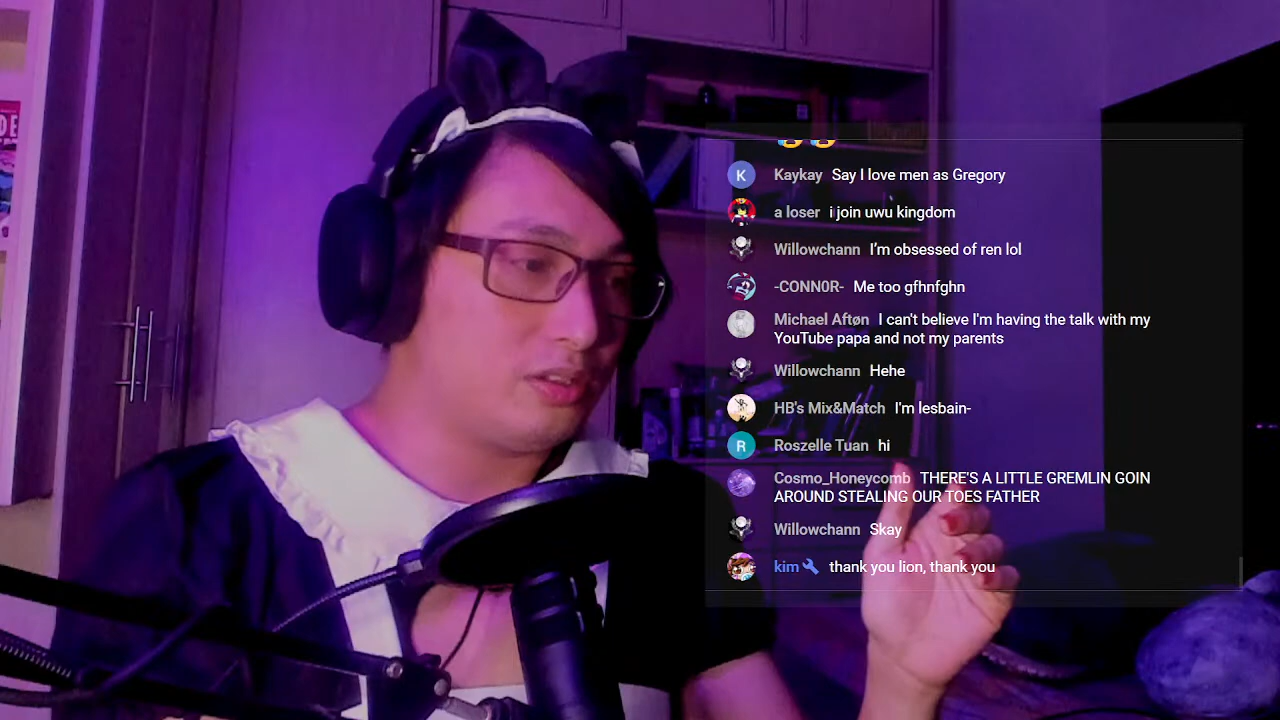 DE
K
Kaykay Say I love men as Gregory
a loser i join uwu kingdom
Willowchann I'm obsessed of ren lol
-CONN0R- Me too gfhnfghn
Michael Aftøn I can't believe I'm having the talk with my
YouTube papa and not my parents
Willowchann Hehe
HB's Mix&Match I'm lesbain-
R
Roszelle Tuan hi
Cosmo_Honeycomb THERE'S A LITTLE GREMLIN GOIN
AROUND STEALING OUR TOES FATHER
Willowchann Skay
kim thank you lion, thank you